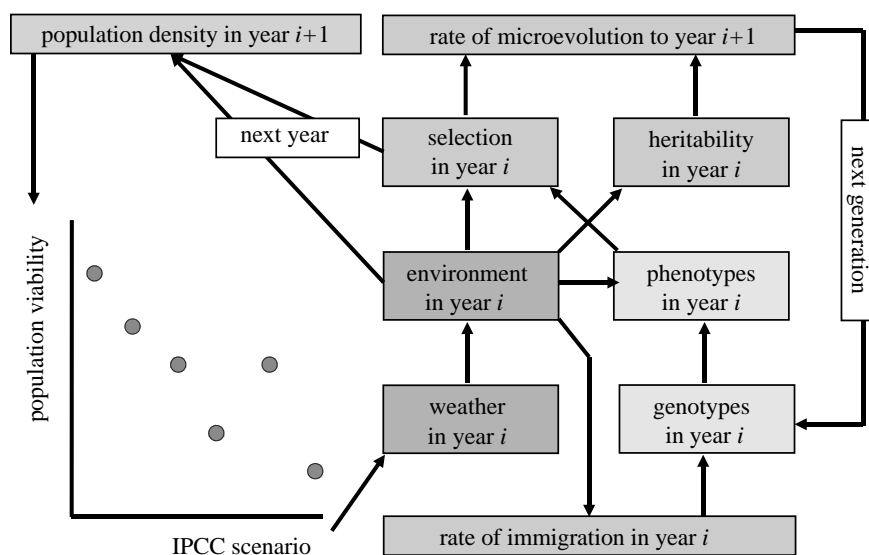 population density in year i+1
rate of microevolution to year i+1
next year
selection
in year i
heritability
in year i
next generation
environment
in year i
phenotypes
in year i
population viability
weather
in year i
genotypes
in year i
IPCC scenario
rate of immigration in year i